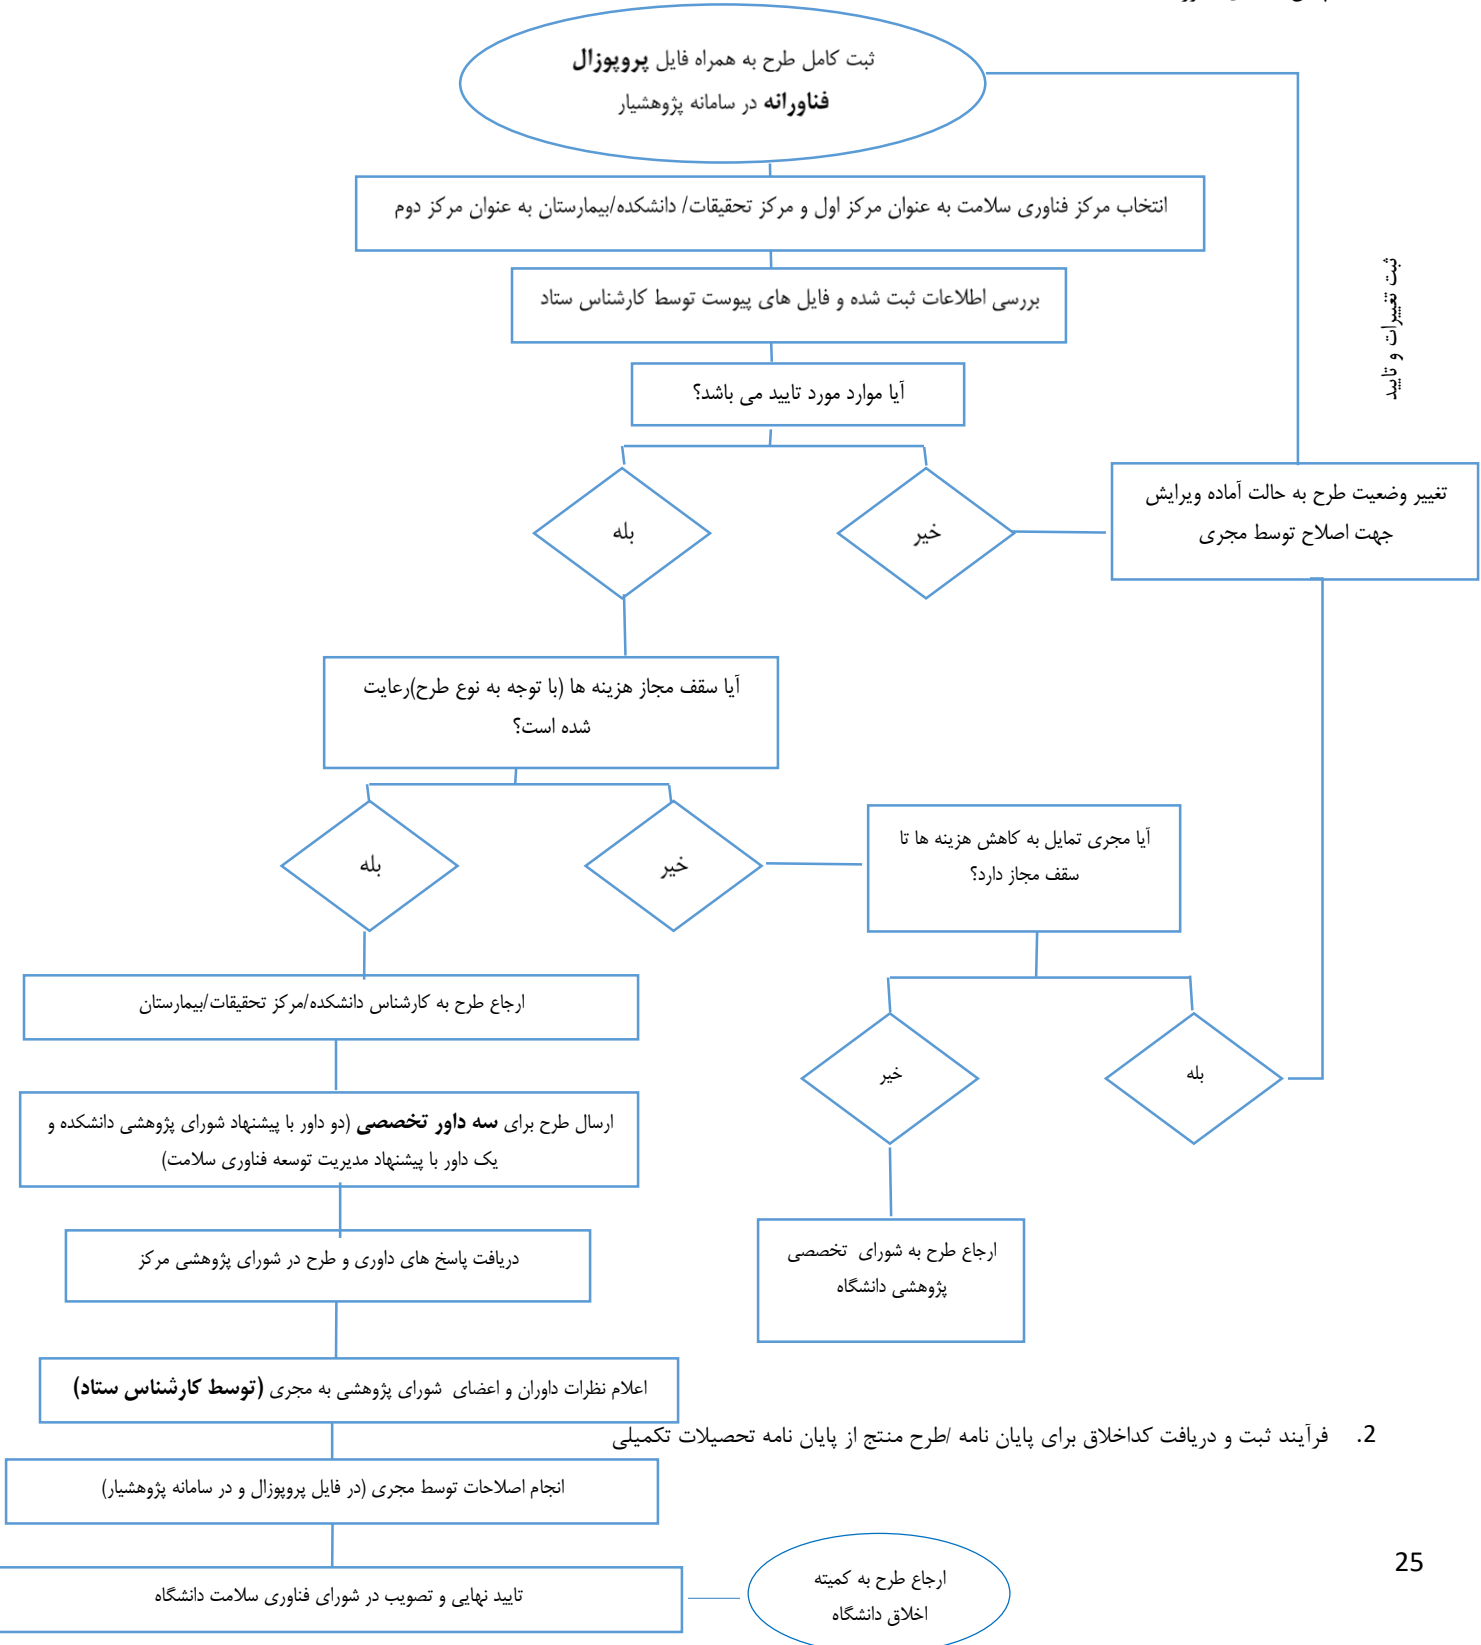 ثبت کامل طرح به همراه فایل پروپوزال
فناورانه در سامانه پژوهشیار
انتخاب مرکز فناوری سلامت به عنوان مرکز اول و مرکز تحقیقات/ دانشکده/بیمارستان به عنوان مرکز دوم
بررسی اطلاعات ثبت شده و فایل های پیوست توسط کارشناس ستاد
ثبت تغییرات و تایید
آیا موارد مورد تایید می باشد؟
بله
خیر
تغییر وضعیت طرح به حالت آماده ویرایش
جهت اصلاح توسط مجری
آیا سقف مجاز هزینه ها (با توجه به نوع طرح)رعایت
شده است؟
بله
خیر
آیا مجری تمایل به کاهش هزینه ها تا
سقف مجاز دارد؟
بله
خیر
ارجاع طرح به شورای تخصصی
پژوهشی دانشگاه
ارجاع طرح به کارشناس دانشکده/مرکز تحقیقات/بیمارستان
ارسال طرح برای سه داور تخصصی (دو داور با پیشنهاد شورای پژوهشی دانشکده و
یک داور با پیشنهاد مدیریت توسعه فناوری سلامت)
دریافت پاسخ های داوری و طرح در شورای پژوهشی مرکز
اعلام نظرات داوران و اعضای شورای پژوهشی به مجری (توسط کارشناس ستاد)
2. فرآیند ثبت و دریافت کداخلاق برای پایان نامه /طرح منتج از پایان نامه تحصیلات تکمیلی
انجام اصلاحات توسط مجری (در فایل پروپوزال و در سامانه پژوهشیار)
تایید نهایی و تصویب در شورای فناوری سلامت دانشگاه
ارجاع طرح به کمیته
اخلاق دانشگاه
25